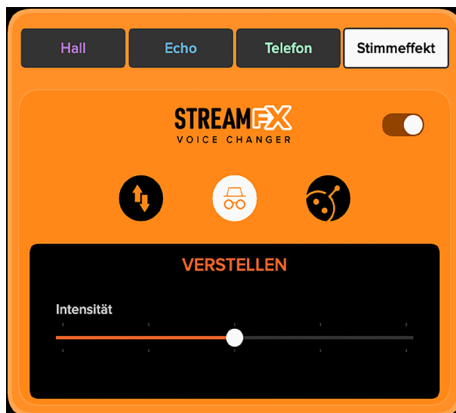 Hall
Echo
Telefon
Stimmeffekt
STREAMFX
VOICE CHANGER
VERSTELLEN
Intensität